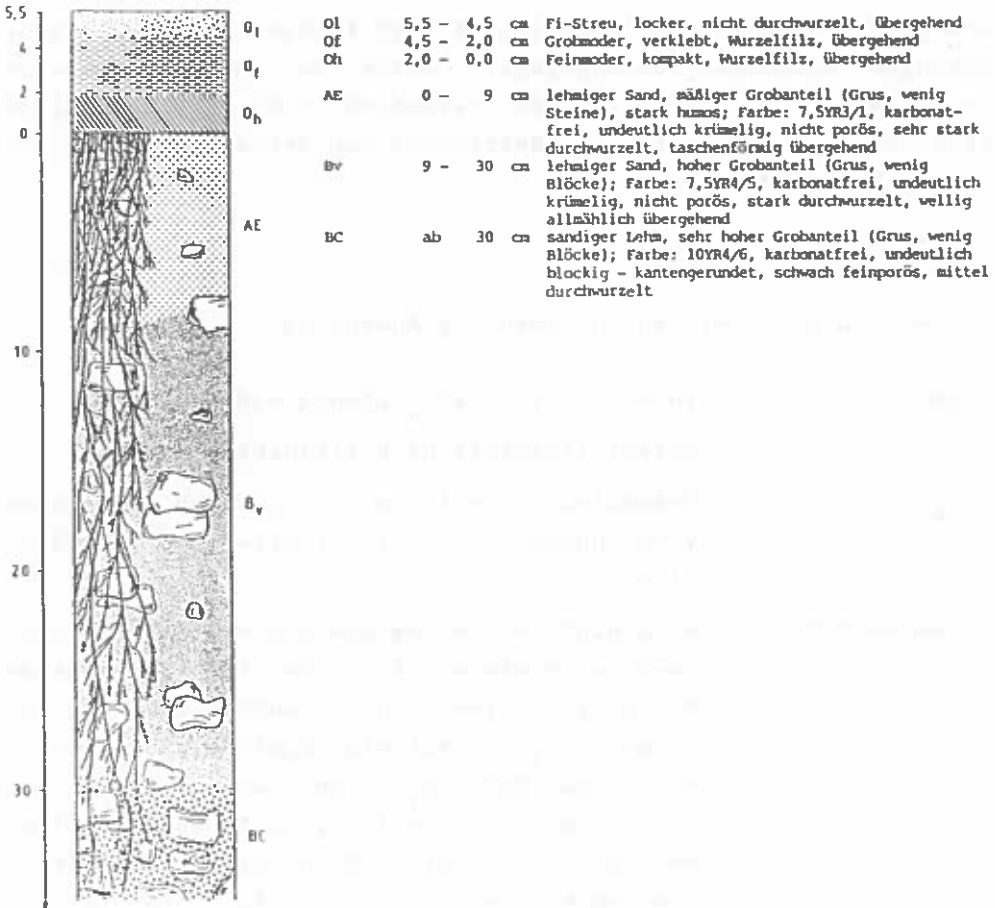 5,5
4
2
0
10
20
30
Ol
Of
Oh
AE
Bv
BC
Ol 5,5 – 4,5 cm Fi-Streu, locker, nicht durchwurzelt, übergehend
Of 4,5 – 2,0 cm Grobmoder, verklebt, Wurzelfilz, übergehend
Oh 2,0 – 0,0 cm Feinmoder, kompakt, Wurzelfilz, übergehend
AE 0 – 9 cm lehmiger Sand, mäßiger Grobanteil (Grus, wenig
Steine), stark humos; Farbe: 7,5YR3/1, karbonat-
frei, undeutlich krümelig, nicht porös, sehr stark
durchwurzelt, taschenförmig übergehend
Bv 9 – 30 cm lehmiger Sand, hoher Grobanteil (Grus, wenig
Blöcke); Farbe: 7,5YR4/5, karbonatfrei, undeutlich
krümelig, nicht porös, stark durchwurzelt, wellig
allmählich übergehend
BC ab 30 cm sandiger Lehm, sehr hoher Grobanteil (Grus, wenig
Blöcke); Farbe: 10YR4/6, karbonatfrei, undeutlich
blockig – kantengerundet, schwach feinporös, mittel
durchwurzelt